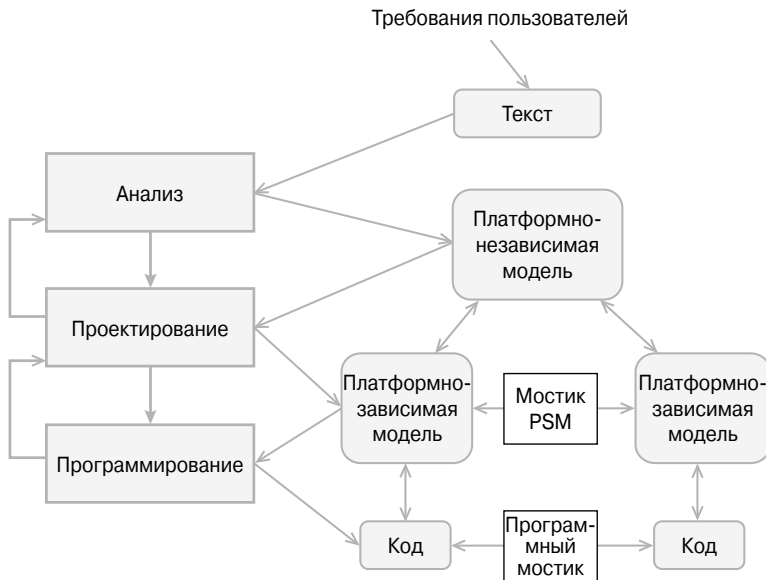 Требования пользователей
Текст
Анализ
Платформно-
независимая
модель
Проектирование
Платформно-
зависимая
модель
Мостик
PSM
Платформно-
зависимая
модель
Программирование
Код
Програм-
мный
мостик
Код